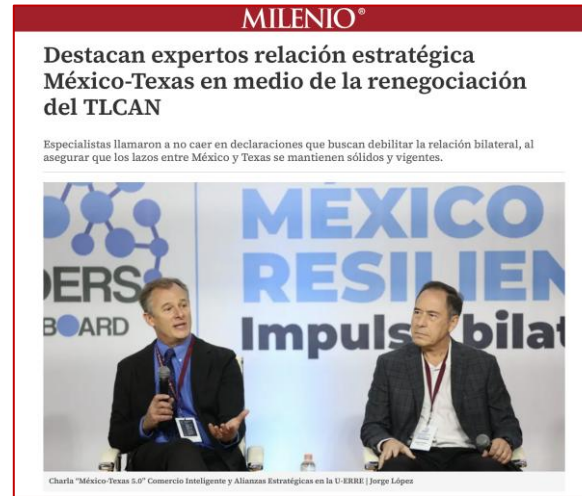 MILENIO®
Destacan expertos relación estratégica
México-Texas en medio de la renegociación
del TLCAN
Especialistas llamaron a no caer en declaraciones que buscan debilitar la relación bilateral, al
asegurar que los lazos entre México y Texas se mantienen sólidos y vigentes.
MÉXICO
RESILIEN
Impuls bilat
DERS
BOARD
Charla "México-Texas 5.0" Comercio Inteligente y Alianzas Estratégicas en la U-ERRE | Jorge López